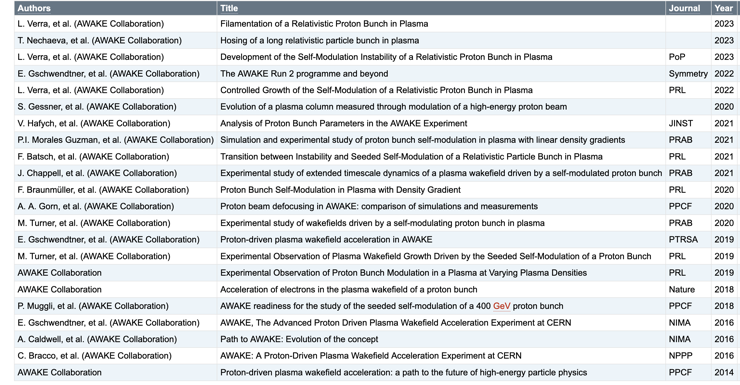 Authors Title Journal Year
L. Verra, et al. (AWAKE Collaboration) Filamentation of a Relativistic Proton Bunch in Plasma 2023
T. Nechaeva, et al. (AWAKE Collaboration) Hosing of a long relativistic particle bunch in plasma 2023
L. Verra, et al. (AWAKE Collaboration) Development of the Self-Modulation Instability of a Relativistic Proton Bunch in Plasma PoP 2023
E. Gschwendtner, et al. (AWAKE Collaboration) The AWAKE Run 2 programme and beyond Symmetry 2022
L. Verra, et al. (AWAKE Collaboration) Controlled Growth of the Self-Modulation of a Relativistic Proton Bunch in Plasma PRL 2022
S. Gessner, et al. (AWAKE Collaboration) Evolution of a plasma column measured through modulation of a high-energy proton beam 2020
V. Hafych, et al. (AWAKE Collaboration) Analysis of Proton Bunch Parameters in the AWAKE Experiment JINST 2021
P.I. Morales Guzman, et al. (AWAKE Collaboration) Simulation and experimental study of proton bunch self-modulation in plasma with linear density gradients PRAB 2021
F. Batsch, et al. (AWAKE Collaboration) Transition between Instability and Seeded Self-Modulation of a Relativistic Particle Bunch in Plasma PRL 2021
J. Chappell, et al. (AWAKE Collaboration) Experimental study of extended timescale dynamics of a plasma wakefield driven by a self-modulated proton bunch PRAB 2021
F. Braunmüller, et al. (AWAKE Collaboration) Proton Bunch Self-Modulation in Plasma with Density Gradient PRL 2020
A. A. Gorn, et al. (AWAKE Collaboration) Proton beam defocusing in AWAKE: comparison of simulations and measurements PPCF 2020
M. Turner, et al. (AWAKE Collaboration) Experimental study of wakefields driven by a self-modulating proton bunch in plasma PRAB 2020
E. Gschwendtner, et al. (AWAKE Collaboration) Proton-driven plasma wakefield acceleration in AWAKE PTRSA 2019
M. Turner, et al. (AWAKE Collaboration) Experimental Observation of Plasma Wakefield Growth Driven by the Seeded Self-Modulation of a Proton Bunch PRL 2019
AWAKE Collaboration Experimental Observation of Proton Bunch Modulation in a Plasma at Varying Plasma Densities PRL 2019
AWAKE Collaboration Acceleration of electrons in the plasma wakefield of a proton bunch Nature 2018
P. Muggli, et al. (AWAKE Collaboration) AWAKE readiness for the study of the seeded self-modulation of a 400 GeV proton bunch PPCF 2018
E. Gschwendtner, et al. (AWAKE Collaboration) AWAKE, The Advanced Proton Driven Plasma Wakefield Acceleration Experiment at CERN NIMA 2016
A. Caldwell, et al. (AWAKE Collaboration) Path to AWAKE: Evolution of the concept NIMA 2016
C. Bracco, et al. (AWAKE Collaboration) AWAKE: A Proton-Driven Plasma Wakefield Acceleration Experiment at CERN NPPP 2016
AWAKE Collaboration Proton-driven plasma wakefield acceleration: a path to the future of high-energy particle physics PPCF 2014